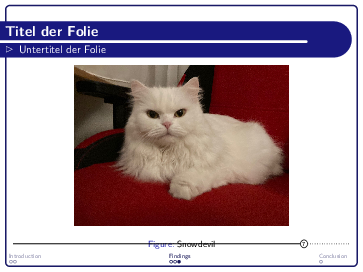 Titel der Folie
Untertitel der Folie
Figure: Snowdevil
7
Introduction
Findings
Conclusion